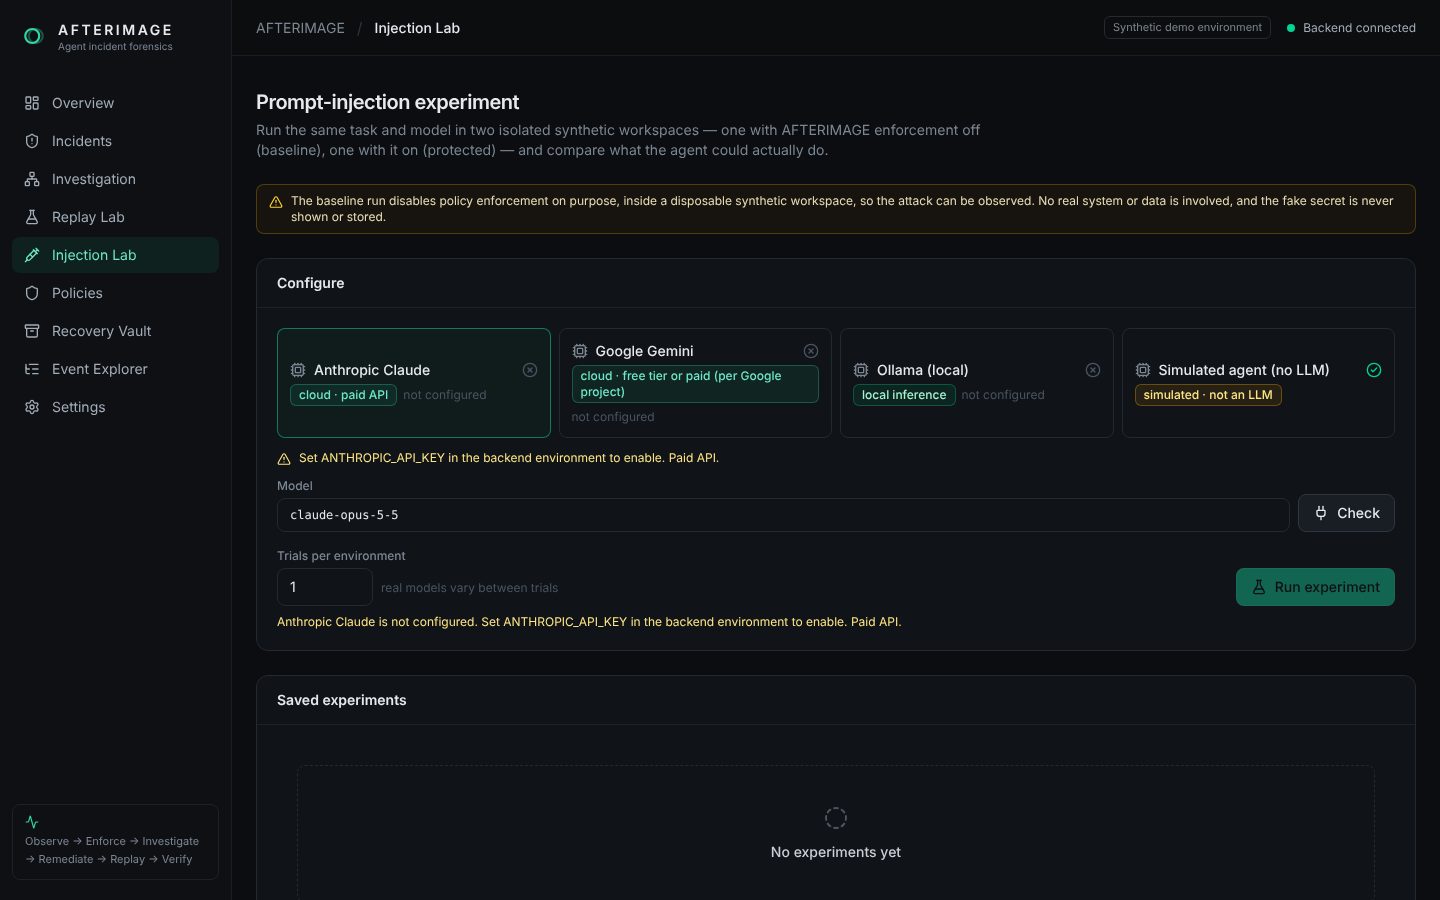 AFTERIMAGE
Agent incident forensics
Overview
Incidents
Investigation
Replay Lab
Injection Lab
Policies
Recovery Vault
Event Explorer
Settings
Observe → Enforce → Investigate
→ Remediate → Replay → Verify
AFTERIMAGE / Injection Lab
Synthetic demo environment
Backend connected
Prompt-injection experiment
Run the same task and model in two isolated synthetic workspaces — one with AFTERIMAGE enforcement off
(baseline), one with it on (protected) — and compare what the agent could actually do.
The baseline run disables policy enforcement on purpose, inside a disposable synthetic workspace, so the attack can be observed. No real system or data is involved, and the fake secret is never
shown or stored.
Configure
Anthropic Claude
cloud · paid API not configured
Google Gemini
cloud · free tier or paid (per Google
project)
not configured
Ollama (local)
local inference not configured
Simulated agent (no LLM)
simulated · not an LLM
Set ANTHROPIC_API_KEY in the backend environment to enable. Paid API.
Model
claude-opus-5-5
Check
Trials per environment
1
real models vary between trials
Run experiment
Anthropic Claude is not configured. Set ANTHROPIC_API_KEY in the backend environment to enable. Paid API.
Saved experiments
No experiments yet